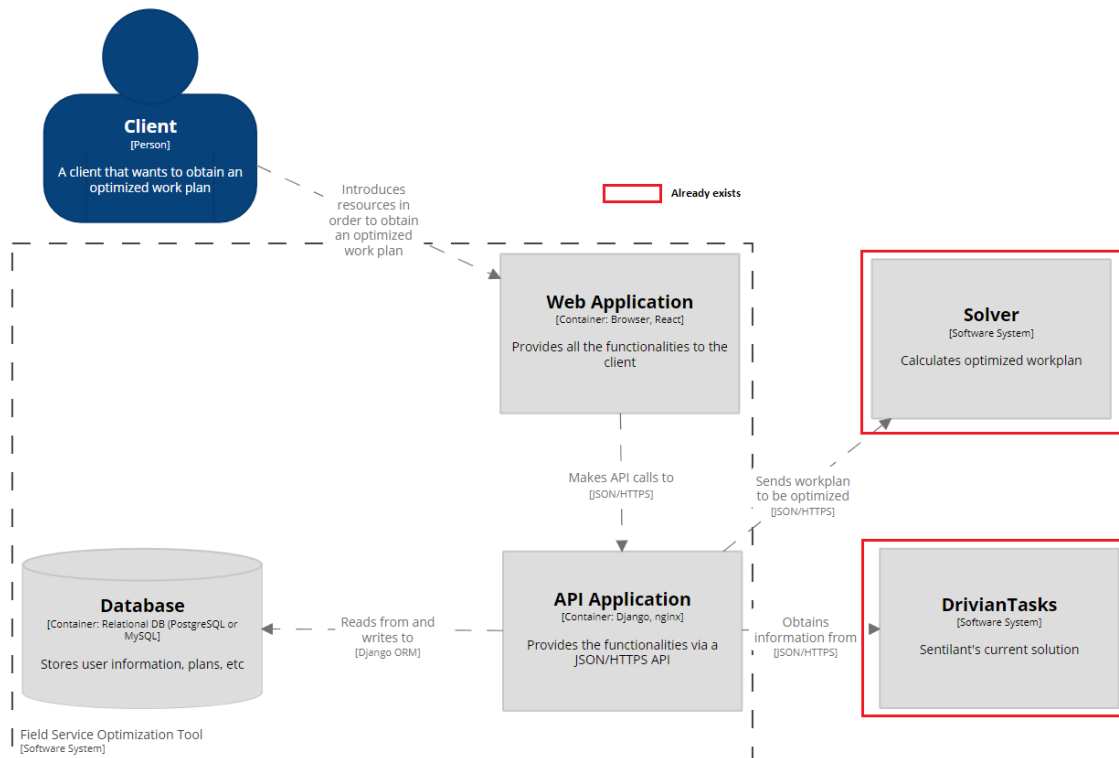 Client
[Person]
A client that wants to obtain an
optimized work plan
Introduces
resources in
order to obtain
an optimized
work plan
Already exists
Web Application
[Container: Browser, React]
Provides all the functionalities to the
client
Solver
[Software System]
Calculates optimized workplan
Makes API calls to
[JSON/HTTPS]
Sends workplan
to be optimized
[JSON/HTTPS]
Database
[Container: Relational DB (PostgreSQL or
MySQL]
Stores user information, plans, etc
Reads from and
writes to
[Django ORM]
API Application
[Container: Django, nginx]
Provides the functionalities via a
JSON/HTTPS API
Obtains
information from
[JSON/HTTPS]
DrivianTasks
[Software System]
Sentilant's current solution
Field Service Optimization Tool
[Software System]